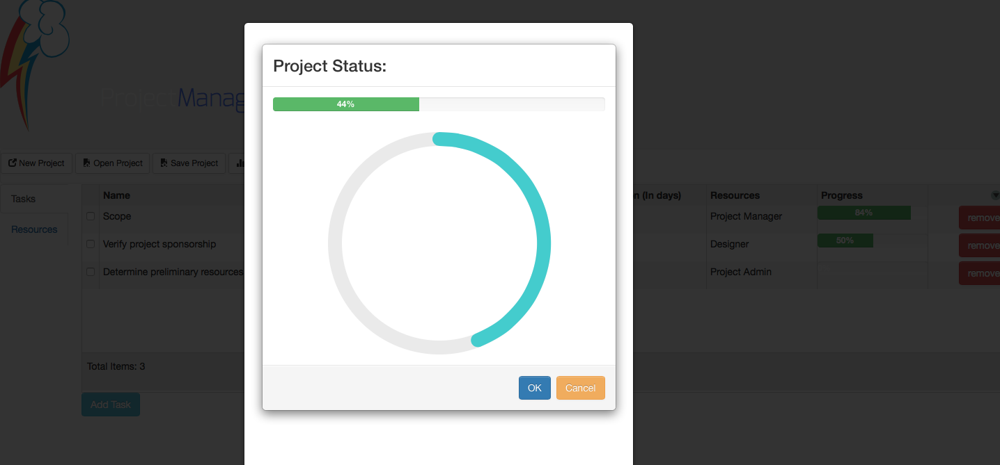 Project Status:
44%
ProjectManag
New Project Open Project Save Project
Tasks
Resources
Name n (In days) Resources Progress
Scope Project Manager 84% remove
Verify project sponsorship Designer 50% remove
Determine preliminary resources Project Admin remove
Total Items: 3
OK Cancel
Add Task